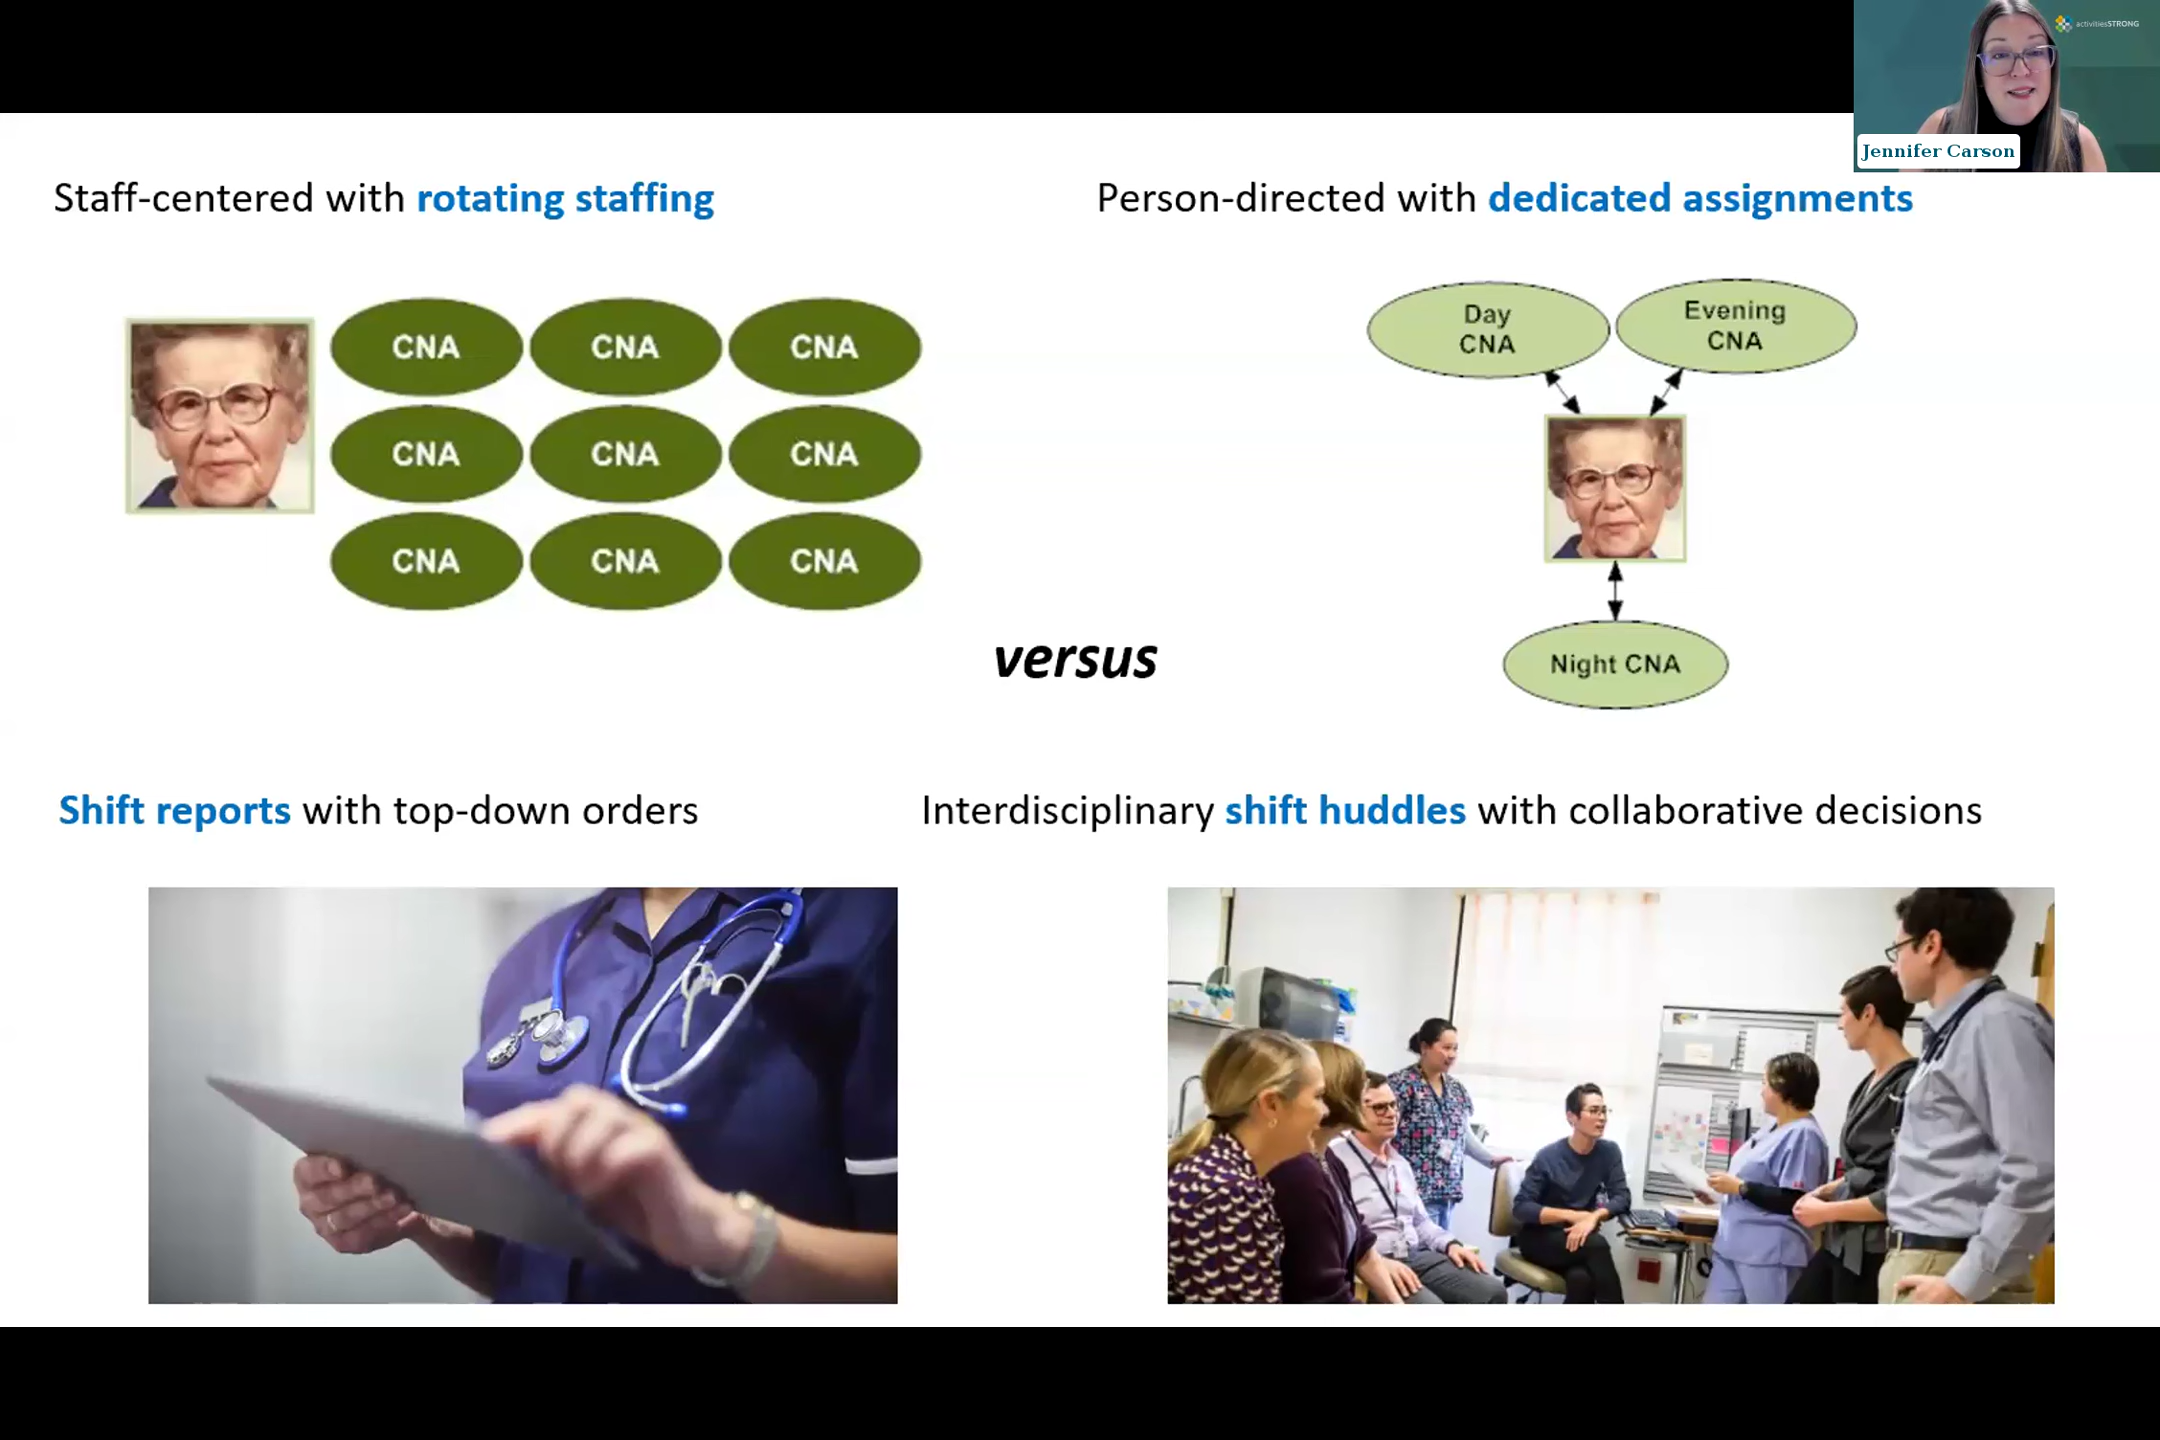 activitiesSTRONG
Jennifer Carson
Staff-centered with rotating staffing
Person-directed with dedicated assignments
CNA CNA CNA
CNA CNA CNA
CNA CNA CNA
Day
CNA
Evening
CNA
Night CNA
versus
Shift reports with top-down orders
Interdisciplinary shift huddles with collaborative decisions